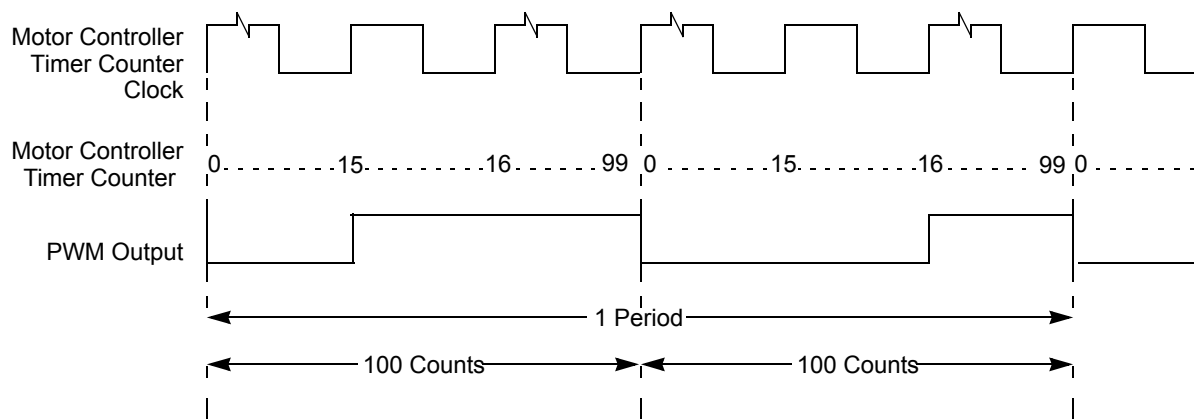 Motor Controller
Timer Counter
Clock
Motor Controller
Timer Counter
0 15 16 99 0 15 16 99 0
PWM Output
1 Period
100 Counts 100 Counts